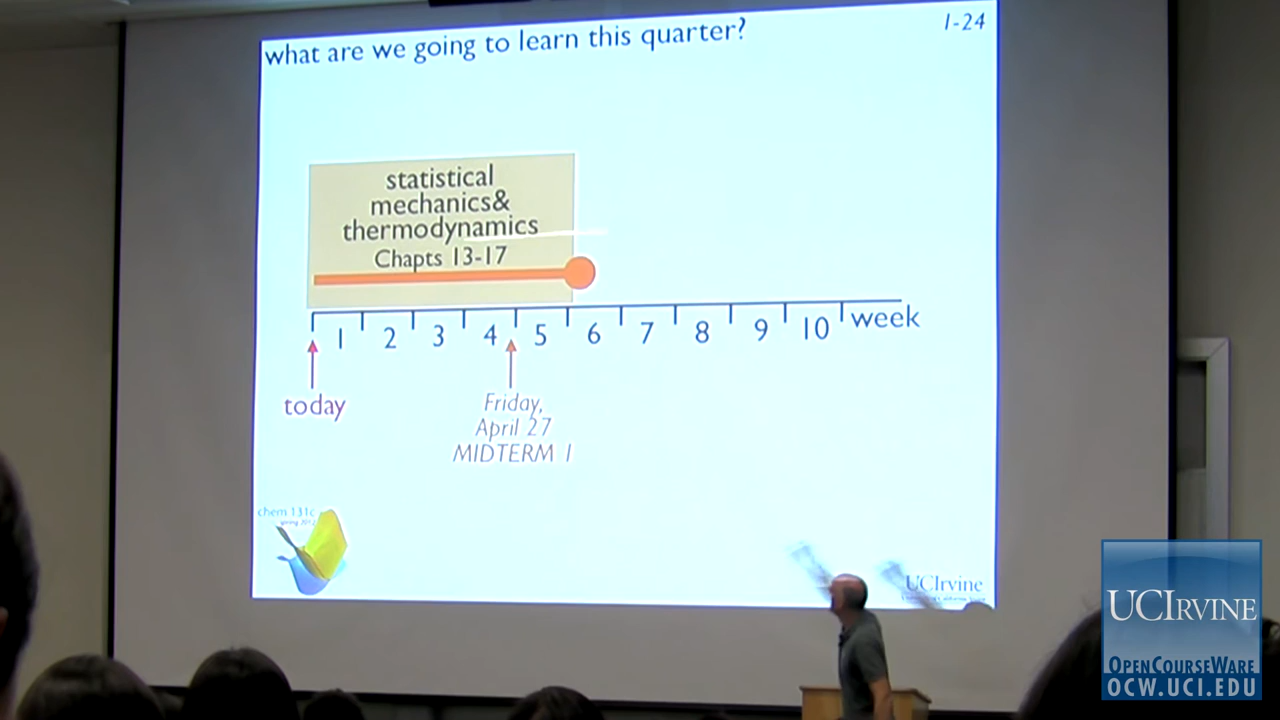 what are we going to learn this quarter?
1-24
statistical
mechanics&
thermodynamics
Chapts 13-17
1 2 3 4 5 6 7 8 9 10 week
today
Friday,
April 27
MIDTERM 1
chem 131c
spring 2012
UCIrvine
UCIRVINE
OPENCOURSEWARE
OCW.UCI.EDU